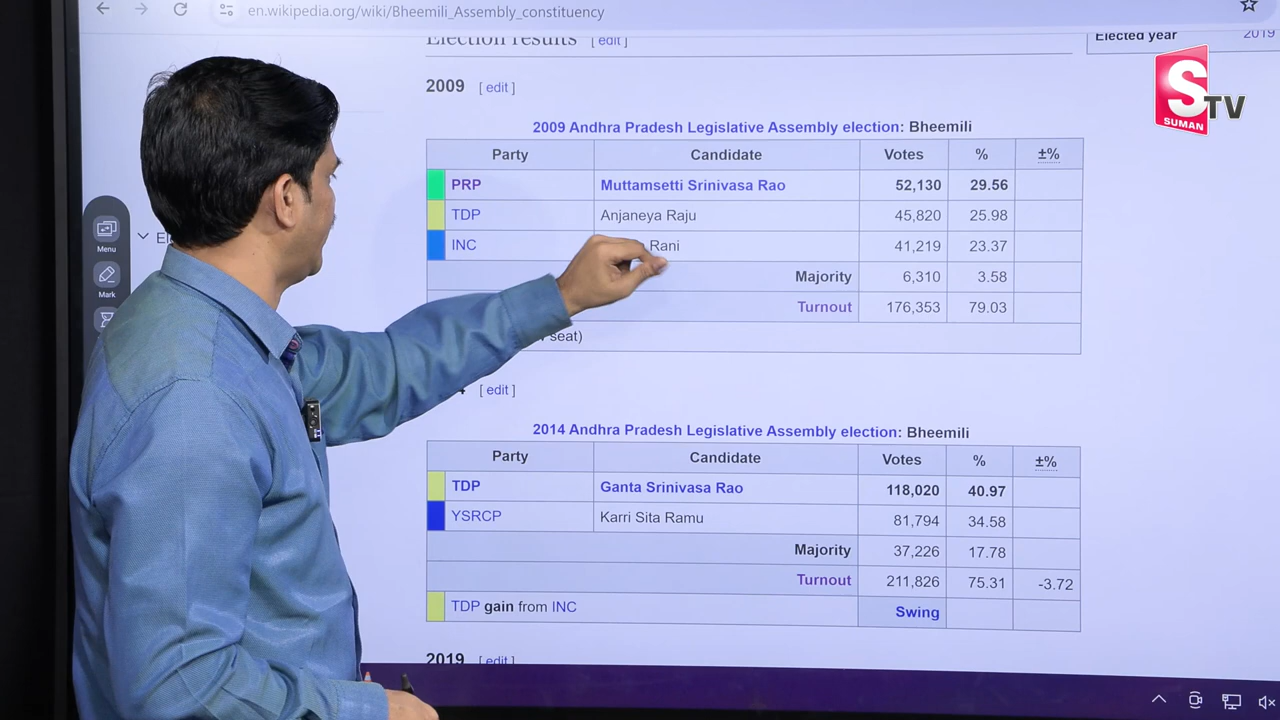 en.wikipedia.org/wiki/Bheemili_Assembly_constituency
Election results [ edit ]
Elected year 2019
S TV
SUMAN
2009 [ edit ]
2009 Andhra Pradesh Legislative Assembly election: Bheemili
Party Candidate Votes % ±%
PRP Muttamsetti Srinivasa Rao 52,130 29.56
TDP Anjaneya Raju 45,820 25.98
INC Rani 41,219 23.37
Majority 6,310 3.58
Turnout 176,353 79.03
seat)
[ edit ]
2014 Andhra Pradesh Legislative Assembly election: Bheemili
Party Candidate Votes % ±%
TDP Ganta Srinivasa Rao 118,020 40.97
YSRCP Karri Sita Ramu 81,794 34.58
Majority 37,226 17.78
Turnout 211,826 75.31 -3.72
TDP gain from INC Swing
2019 [ edit ]
Menu
Mark